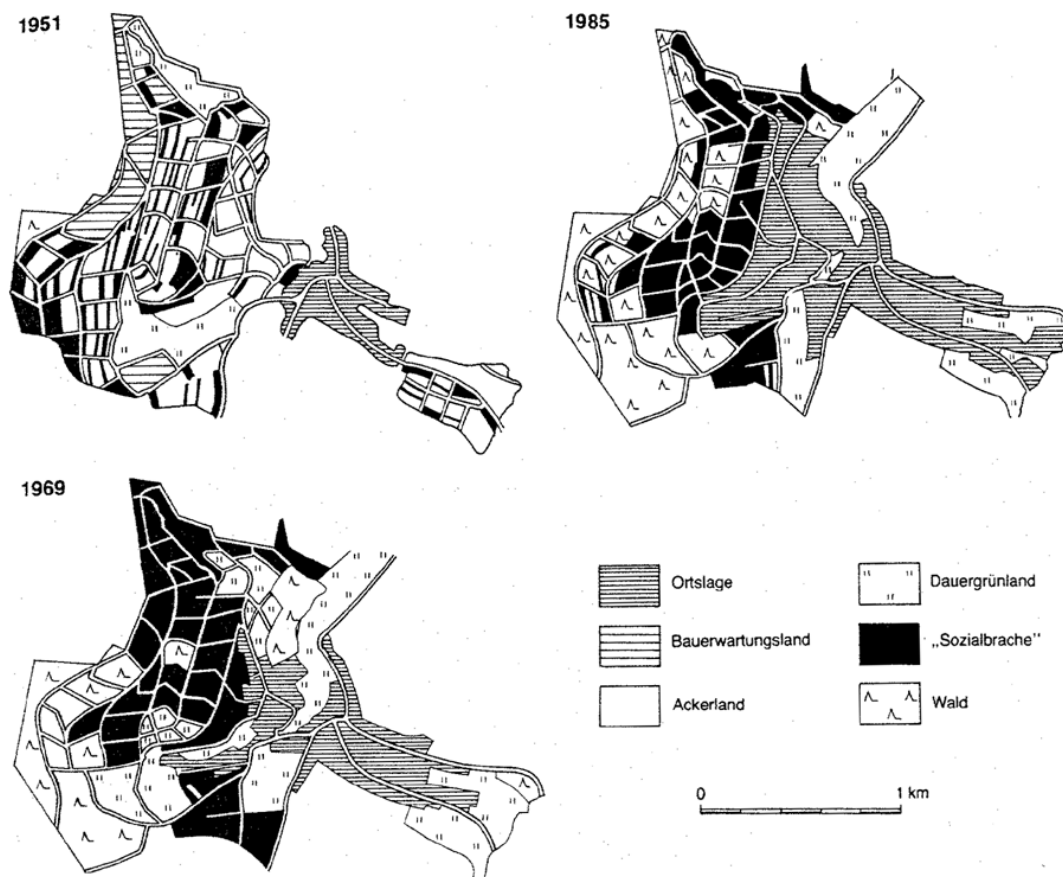 1951
1985
1969
Ortslage
Bauerwartungsland
Ackerland
Dauergrünland
„Sozialbrache"
Wald
0 1 km